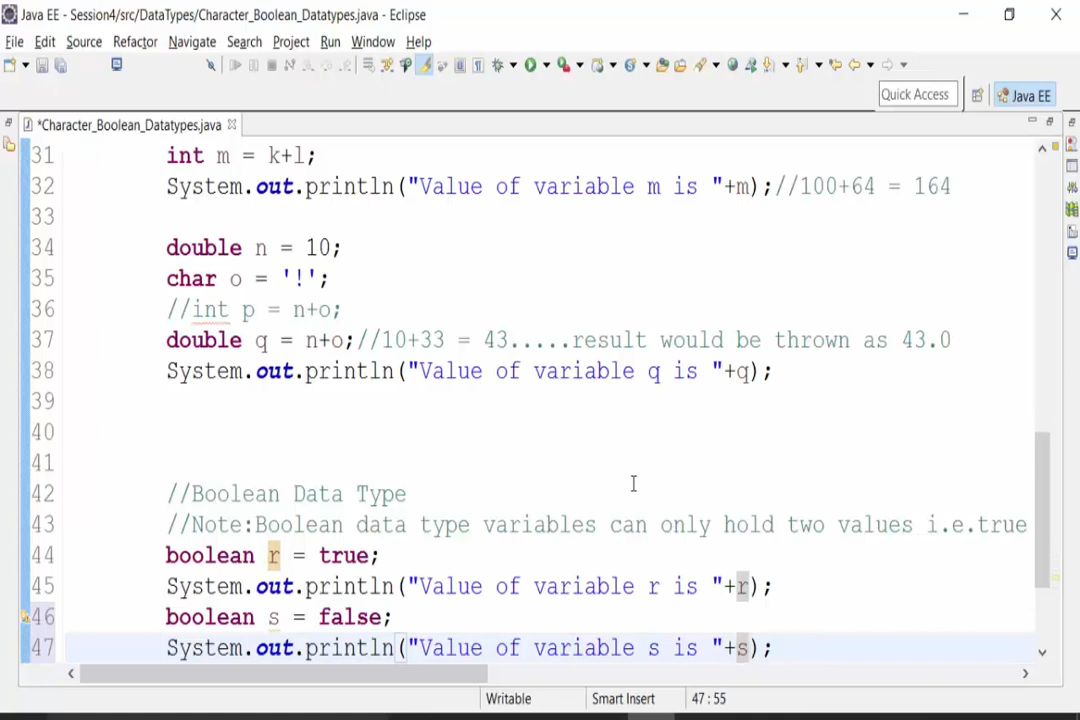 Java EE - Session4/src/DataTypes/Character_Boolean_Datatypes.java - Eclipse
File Edit Source Refactor Navigate Search Project Run Window Help
Quick Access
Java EE
*Character_Boolean_Datatypes.java
31 int m = k+l;
32 System.out.println("Value of variable m is "+m);//100+64 = 164
33
34 double n = 10;
35 char o = '!';
36 //int p = n+o;
37 double q = n+o;//10+33 = 43.....result would be thrown as 43.0
38 System.out.println("Value of variable q is "+q);
39
40
41
42 //Boolean Data Type
43 //Note:Boolean data type variables can only hold two values i.e.true
44 boolean r = true;
45 System.out.println("Value of variable r is "+r);
46 boolean s = false;
47 System.out.println("Value of variable s is "+s);
Writable Smart Insert 47 : 55